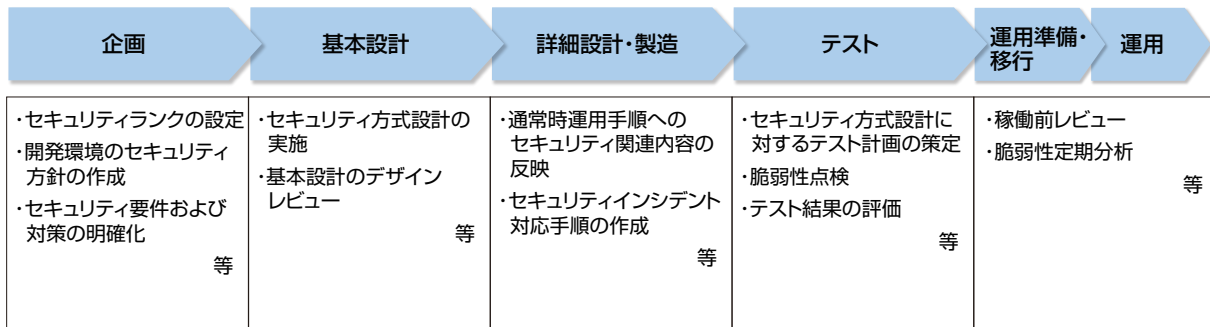 企画
基本設計
詳細設計・製造
テスト
運用準備・
移行
運用
・セキュリティランクの設定
・開発環境のセキュリティ
方針の作成
・セキュリティ要件および
対策の明確化
等
・セキュリティ方式設計の
実施
・基本設計のデザイン
レビュー
等
・通常時運用手順への
セキュリティ関連内容の
反映
・セキュリティインシデント
対応手順の作成
等
・セキュリティ方式設計に
対するテスト計画の策定
・脆弱性点検
・テスト結果の評価
等
・稼働前レビュー
・脆弱性定期分析
等